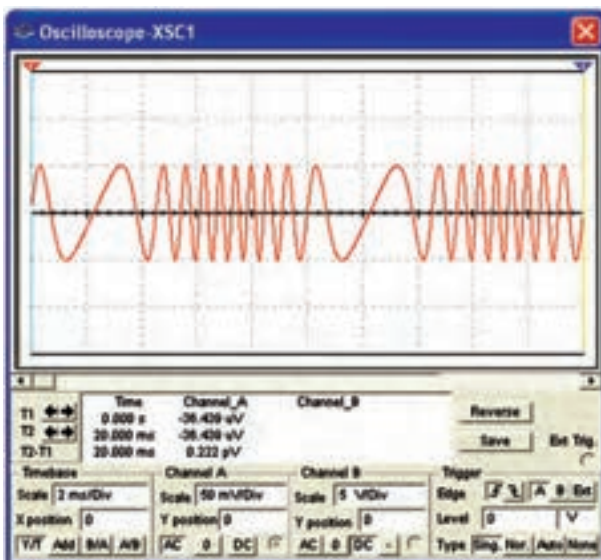 Oscilloscope-XSC1
Time Channel_A Channel_B
T1 0.000 s -36.439 uV
T2 20.000 ms -36.439 uV
T2-T1 20.000 ms 0.222 pV
Reverse
Save
Ext Trig.
Timebase
Scale 2 ms/Div
X position 0
Y/T Add B/A A/B
Channel A
Scale 50 mV/Div
Y position 0
AC 0 DC
Channel B
Scale 5 V/Div
Y position 0
AC 0 DC -
Trigger
Edge A B Ext
Level 0 V
Type Sing. Nor. Auto None